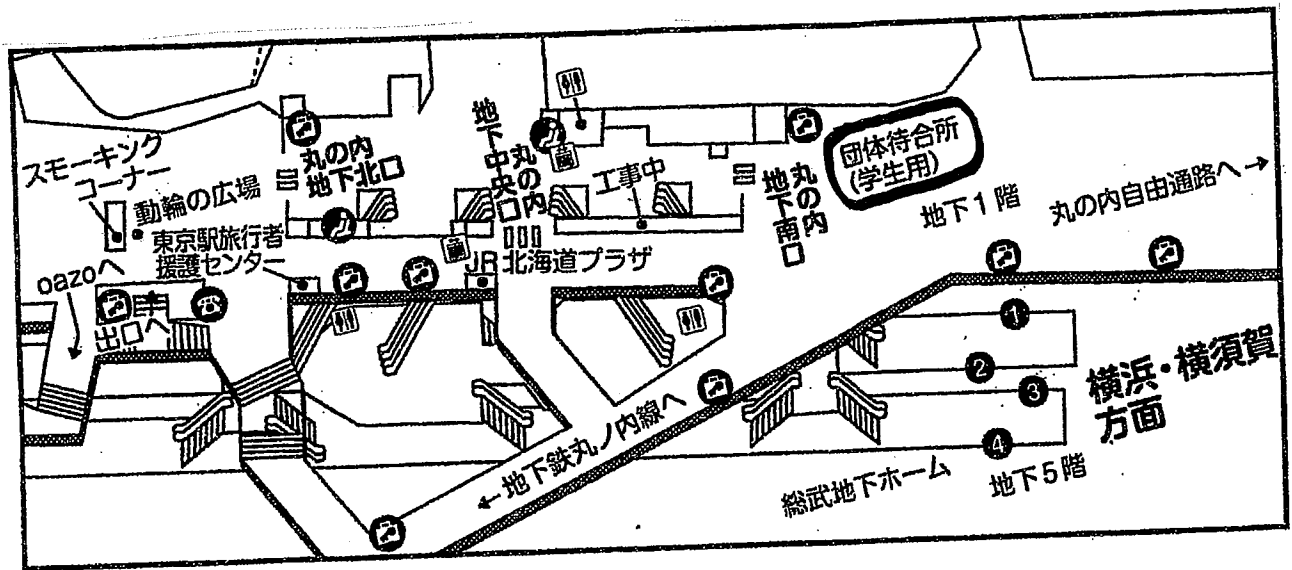 スモーキング
コーナー
動輪の広場
東京駅旅行者
援護センター
oazoへ
出口へ
丸の内
地下北口
丸の内
地下中央口
JR北海道プラザ
工事中
丸の内
地下南口
団体待合所
(学生用)
地下1階
丸の内自由通路へ→
←地下鉄丸ノ内線へ
1
2
3
4
横浜・横須賀
方面
総武地下ホーム
地下5階